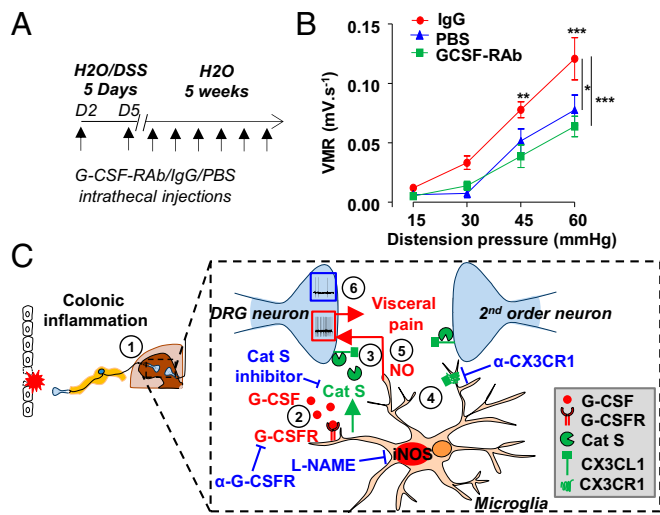 A
H2O/DSS
5 Days
H2O
5 weeks
D2
D5
G-CSF-RAb/IgG/PBS
intrathecal injections
B
IgG
PBS
GCSF-RAb
VMR (mV.s⁻¹)
0.15
0.10
0.05
0.00
**
***
*
***
15 30 45 60
Distension pressure (mmHg)
C
Colonic
inflammation
1
DRG neuron
6
Visceral
pain
2nd order neuron
Cat S
inhibitor
3
5
NO
Cat S
4
α-CX3CR1
G-CSF
2
G-CSFR
α-G-CSFR
L-NAME
iNOS
Microglia
G-CSF
G-CSFR
Cat S
CX3CL1
CX3CR1